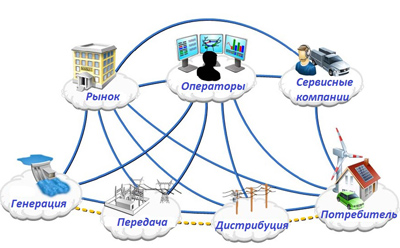 Рынок
Операторы
Сервисные
компании
Генерация
Передача
Дистрибуция
Потребитель